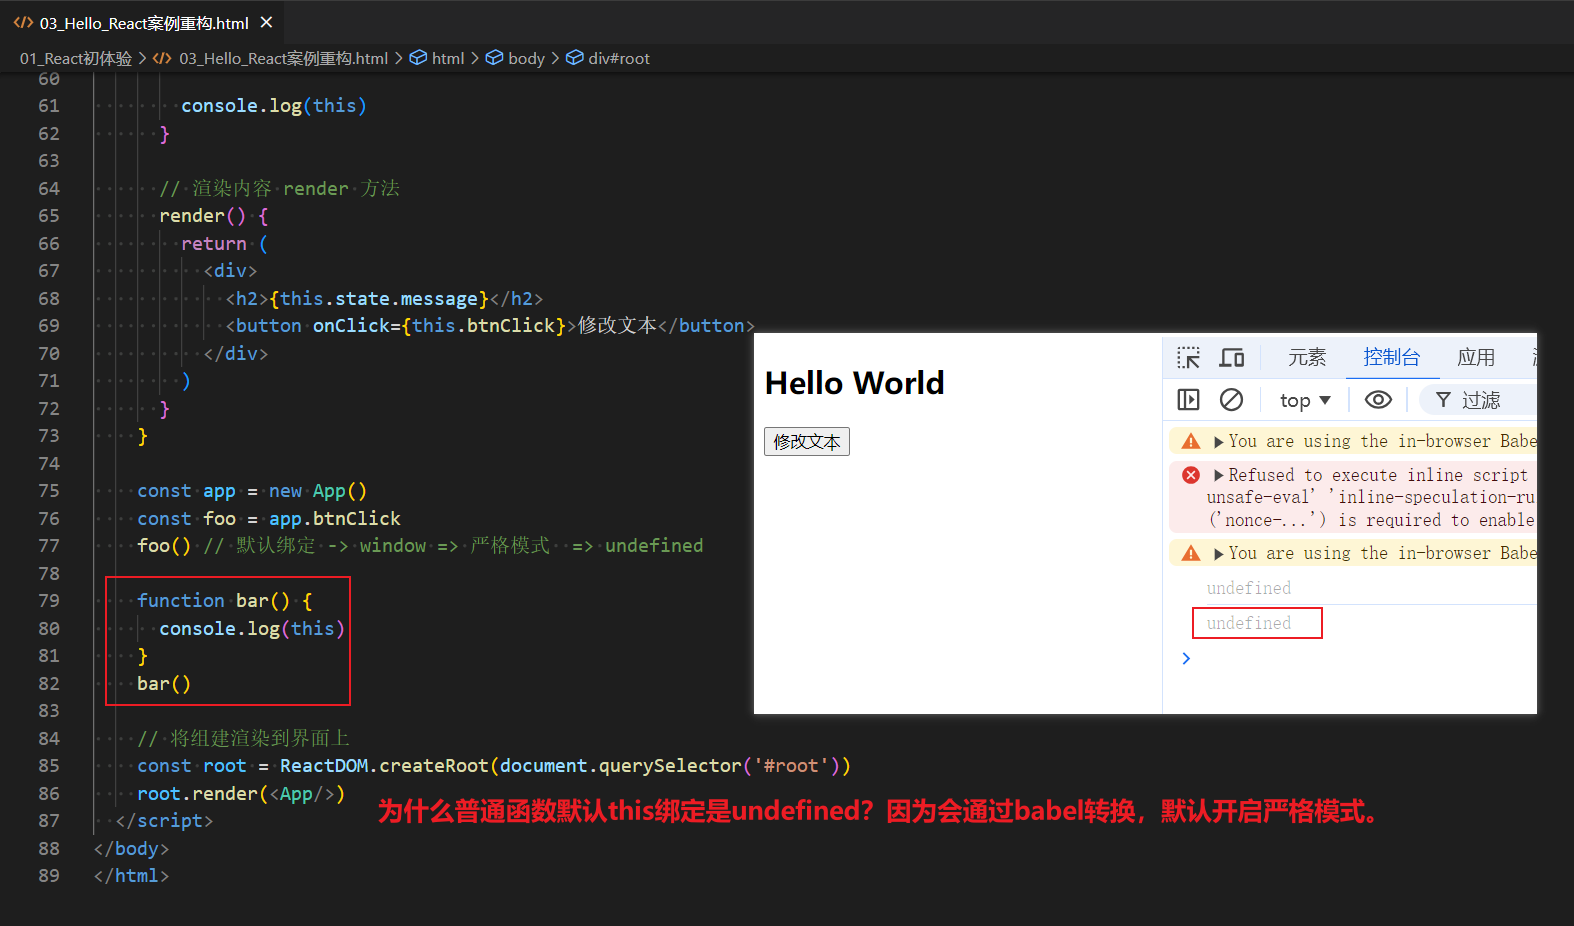 03_Hello_React案例重构.html
01_React初体验 > 03_Hello_React案例重构.html > html > body > div#root
60
61 console.log(this)
62 }
63
64 // 渲染内容 render 方法
65 render() {
66 return (
67 <div>
68 <h2>{this.state.message}</h2>
69 <button onClick={this.btnClick}>修改文本</button>
70 </div>
71 )
72 }
73 }
74
75 const app = new App()
76 const foo = app.btnClick
77 foo() // 默认绑定 -> window => 严格模式 => undefined
78
79 function bar() {
80 console.log(this)
81 }
82 bar()
83
84 // 将组建渲染到界面上
85 const root = ReactDOM.createRoot(document.querySelector('#root'))
86 root.render(<App/>)
87 </script>
88 </body>
89 </html>
为什么普通函数默认this绑定是undefined？因为会通过babel转换，默认开启严格模式。
Hello World
修改文本
元素 控制台 应用
top 过滤
You are using the in-browser Babe
Refused to execute inline script
unsafe-eval' 'inline-speculation-ru
('nonce-...') is required to enable
You are using the in-browser Babe
undefined
undefined